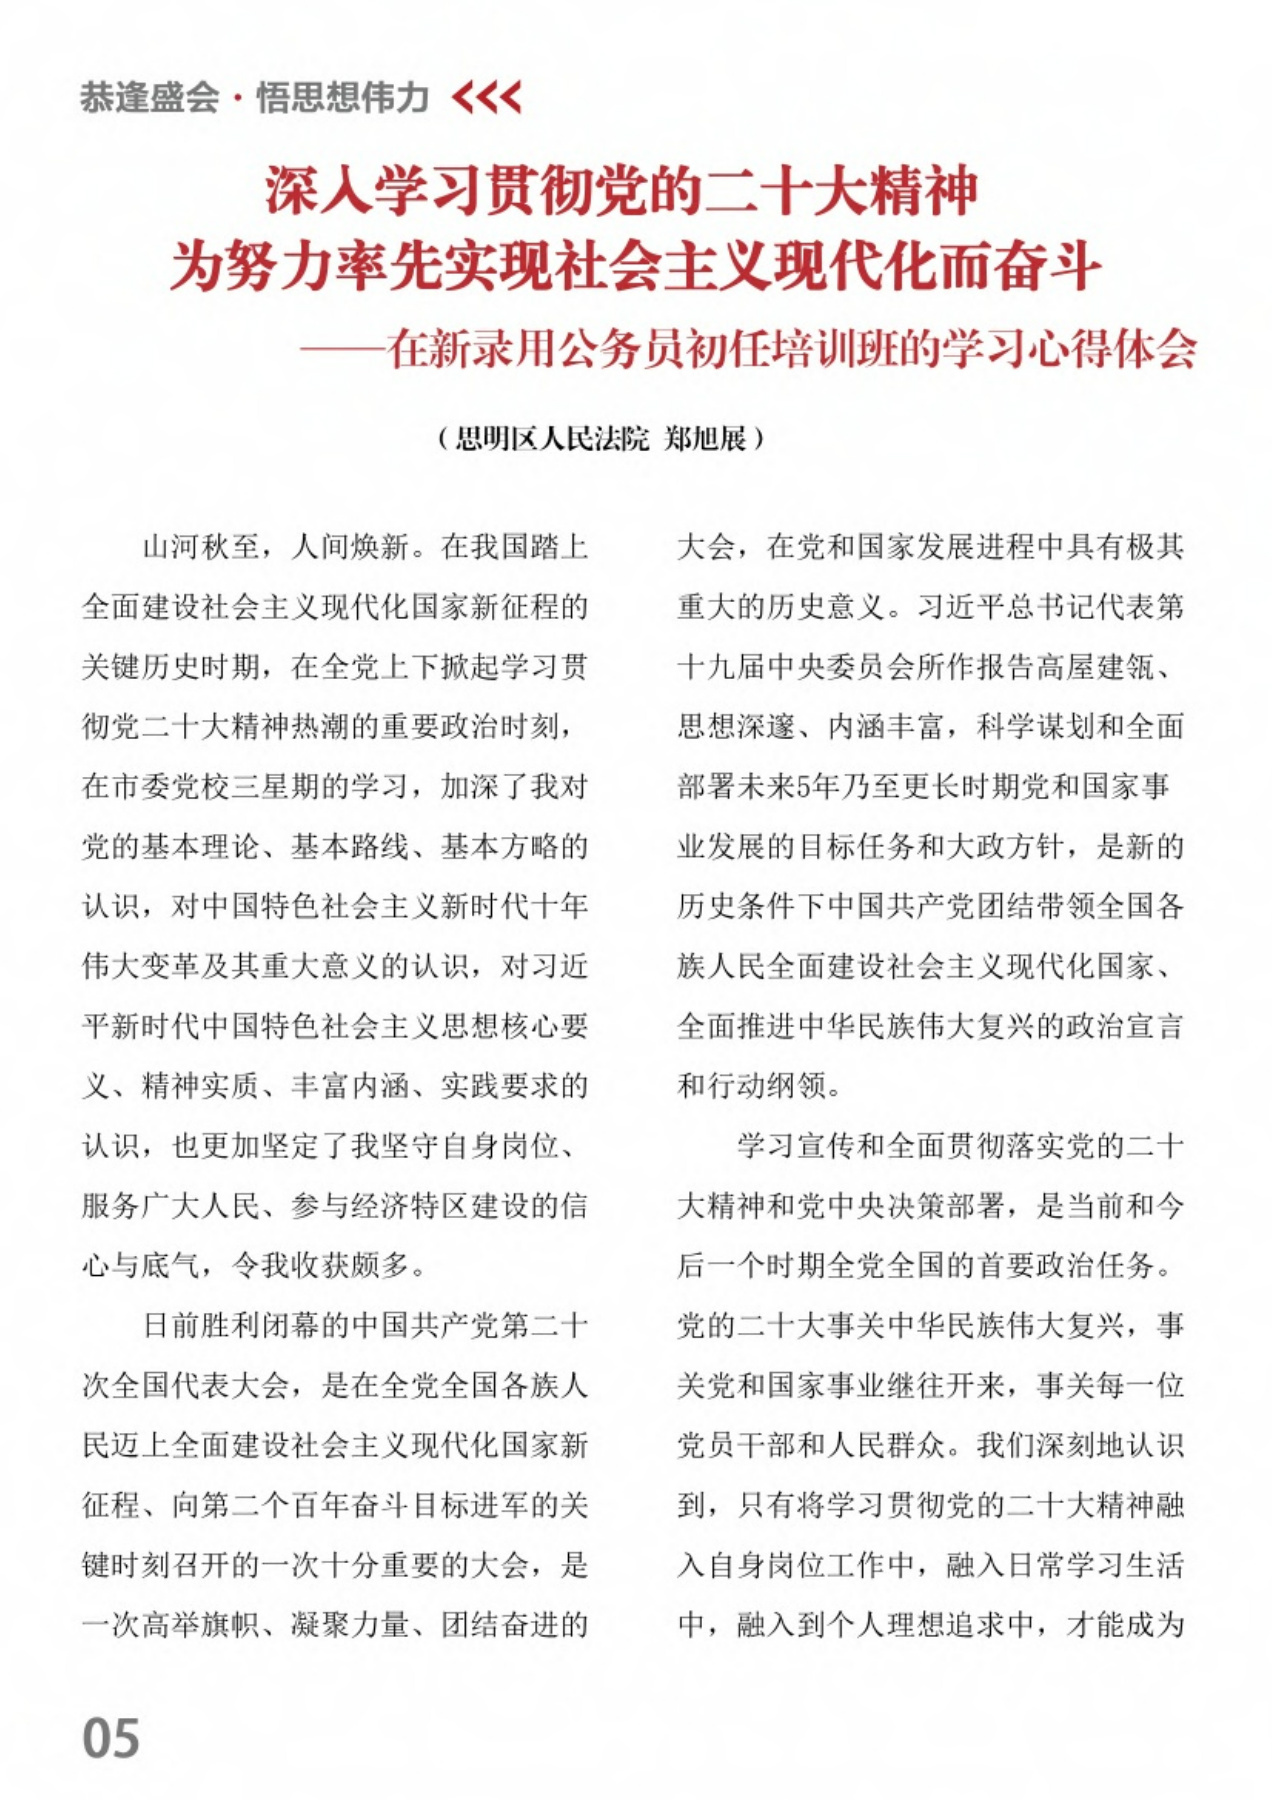 恭逢盛会·悟思想伟力 <<<
深入学习贯彻党的二十大精神
为努力率先实现社会主义现代化而奋斗
——在新录用公务员初任培训班的学习心得体会
（思明区人民法院 郑旭展）
山河秋至，人间焕新。在我国踏上
全面建设社会主义现代化国家新征程的
关键历史时期，在全党上下掀起学习贯
彻党二十大精神热潮的重要政治时刻，
在市委党校三星期的学习，加深了我对
党的基本理论、基本路线、基本方略的
认识，对中国特色社会主义新时代十年
伟大变革及其重大意义的认识，对习近
平新时代中国特色社会主义思想核心要
义、精神实质、丰富内涵、实践要求的
认识，也更加坚定了我坚守自身岗位、
服务广大人民、参与经济特区建设的信
心与底气，令我收获颇多。
日前胜利闭幕的中国共产党第二十
次全国代表大会，是在全党全国各族人
民迈上全面建设社会主义现代化国家新
征程、向第二个百年奋斗目标进军的关
键时刻召开的一次十分重要的大会，是
一次高举旗帜、凝聚力量、团结奋进的
大会，在党和国家发展进程中具有极其
重大的历史意义。习近平总书记代表第
十九届中央委员会所作报告高屋建瓴、
思想深邃、内涵丰富，科学谋划和全面
部署未来5年乃至更长时期党和国家事
业发展的目标任务和大政方针，是新的
历史条件下中国共产党团结带领全国各
族人民全面建设社会主义现代化国家、
全面推进中华民族伟大复兴的政治宣言
和行动纲领。
学习宣传和全面贯彻落实党的二十
大精神和党中央决策部署，是当前和今
后一个时期全党全国的首要政治任务。
党的二十大事关中华民族伟大复兴，事
关党和国家事业继往开来，事关每一位
党员干部和人民群众。我们深刻地认识
到，只有将学习贯彻党的二十大精神融
入自身岗位工作中，融入日常学习生活
中，融入到个人理想追求中，才能成为
05